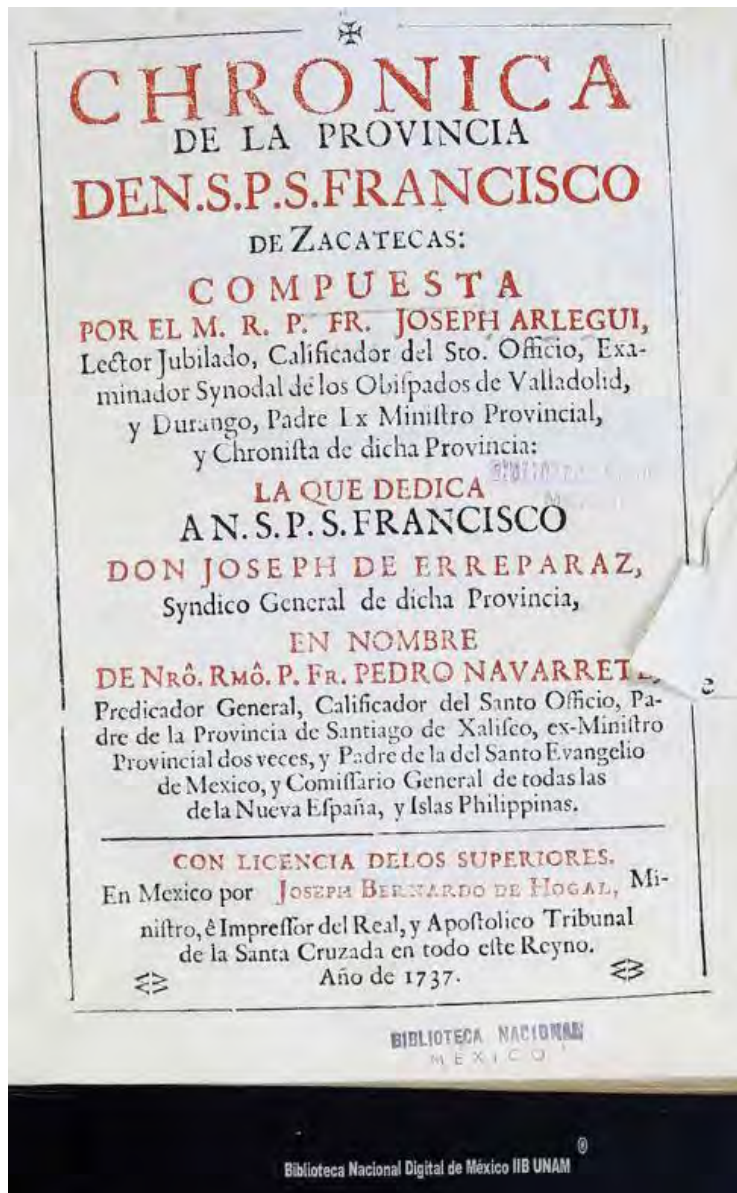 CHRONICA
DE LA PROVINCIA
DE N.S.P.S. FRANCISCO
DE ZACATECAS:
COMPUESTA
POR EL M. R. P. FR. JOSEPH ARLEGUI,
Lector Jubilado, Calificador del Sto. Officio, Exa-
minador Synodal de los Obiſpados de Valladolid,
y Durango, Padre Ex Miniſtro Provincial,
y Chroniſta de dicha Provincia:
LA QUE DEDICA
A N. S. P. S. FRANCISCO
DON JOSEPH DE ERREPARAZ,
Syndico General de dicha Provincia,
EN NOMBRE
DE NRÔ. RMÔ. P. FR. PEDRO NAVARRETE,
Predicador General, Calificador del Santo Officio, Pa-
dre de la Provincia de Santiago de Xaliſco, ex-Miniſtro
Provincial dos veces, y Padre de la del Santo Evangelio
de Mexico, y Comiſſario General de todas las
de la Nueva Eſpaña, y Islas Philippinas.
CON LICENCIA DE LOS SUPERIORES.
En Mexico por JOSEPH BERNARDO DE HOGAL, Mi-
niſtro, ê Impreſſor del Real, y Apoſtolico Tribunal
de la Santa Cruzada en todo eſte Reyno.
Año de 1737.
BIBLIOTECA NACIONAL
MEXICO
Biblioteca Nacional Digital de México IIB UNAM ®